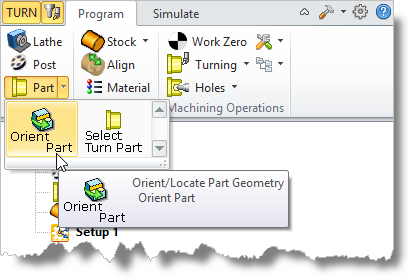 TURN Program Simulate
Lathe Stock Work Zero
Post Align Turning
Part Material Holes
Machining Operations
Orient Part
Select Turn Part
Orient/Locate Part Geometry
Orient Part
Orient Part
Setup 1